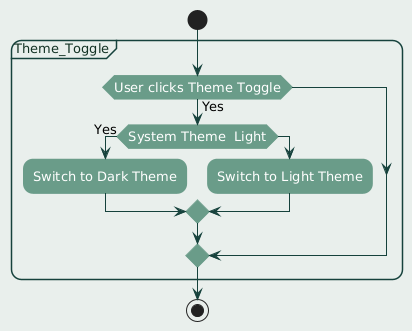 Theme_Toggle
User clicks Theme Toggle
Yes
Yes
System Theme  Light
Switch to Dark Theme
Switch to Light Theme